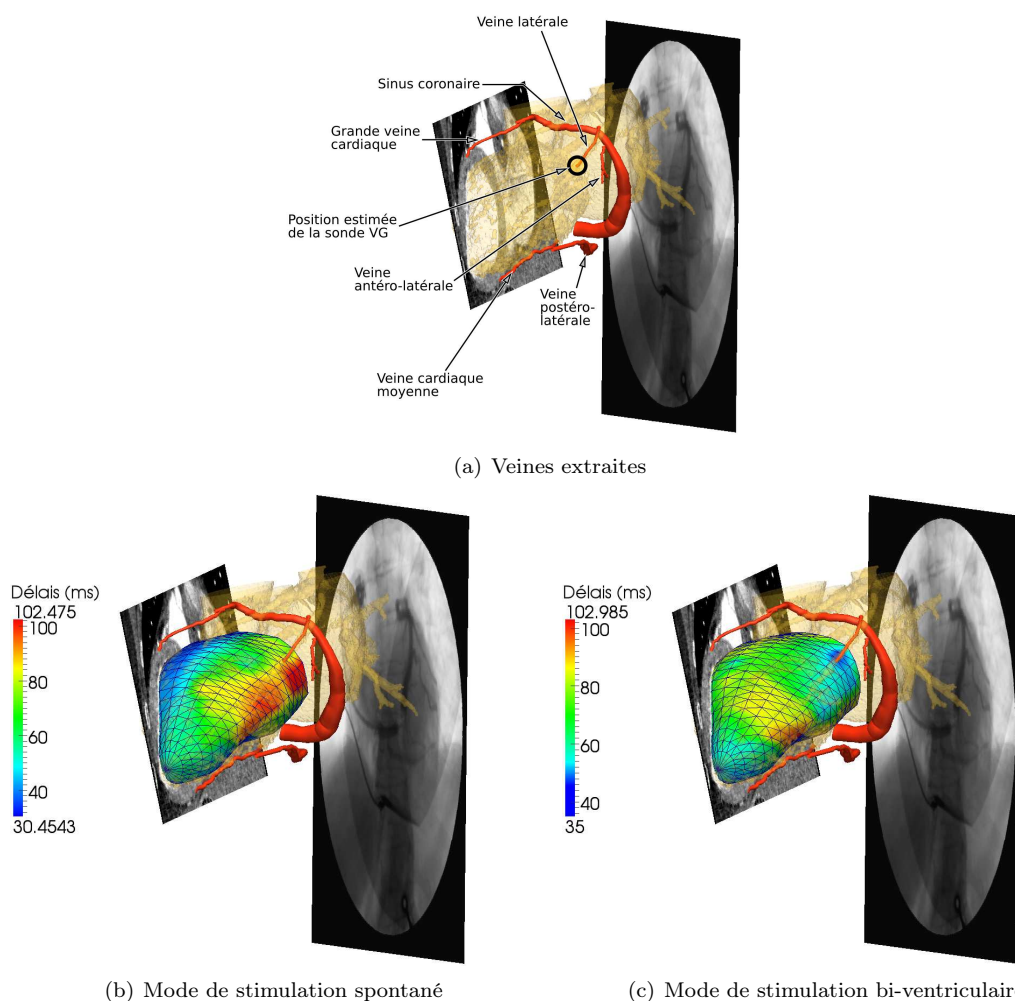 Veine latérale
Sinus coronaire
Grande veine
cardiaque
Position estimée
de la sonde VG
Veine
antéro-latérale
Veine
postéro-
latérale
Veine cardiaque
moyenne
(a) Veines extraites
Délais (ms)
102.475
100
80
60
40
30.4543
(b) Mode de stimulation spontané
Délais (ms)
102.985
100
80
60
40
35
(c) Mode de stimulation bi-ventriculair